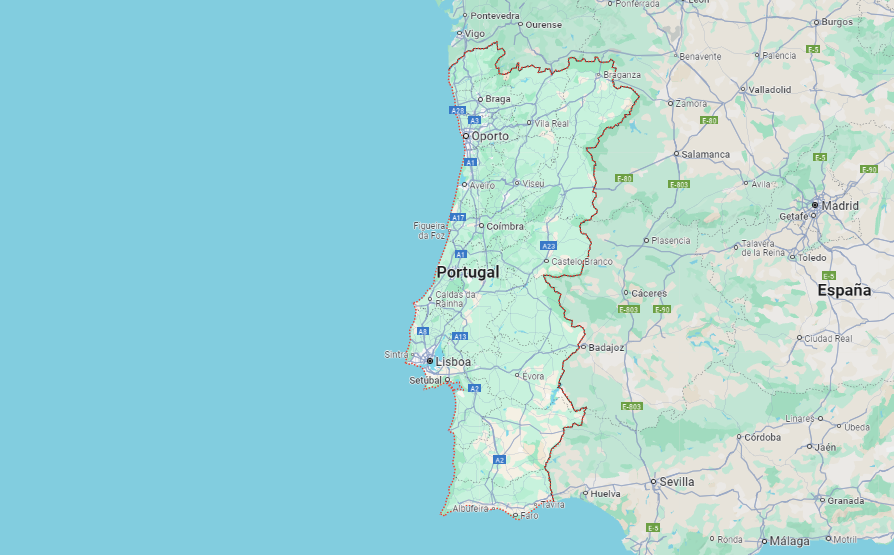 Ponferrada
León
Pontevedra
Ourense
Burgos
Vigo
E-5
Benavente
Palencia
Braganza
Valladolid
Braga
Zamora
A28
A3
E-80
Vila Real
Oporto
Salamanca
E-5
A1
E-90
E-80
E-803
Aveiro
Viseu
Ávila
Madrid
A17
Getafe
Figueira
da Foz
Coímbra
Plasencia
A23
Talavera
de la Reina
A1
Toledo
Castelo Branco
Portugal
E-5
España
Caldas da
Rainha
Cáceres
E-803
E-90
A8
A13
Ciudad Real
Badajoz
Sintra
Lisboa
Setúbal
Évora
A2
E-803
Linares
Úbeda
Córdoba
Jaén
A2
Sevilla
Huelva
Granada
Albufeira
Tavira
Faro
E-5
Ronda
Málaga
Motril